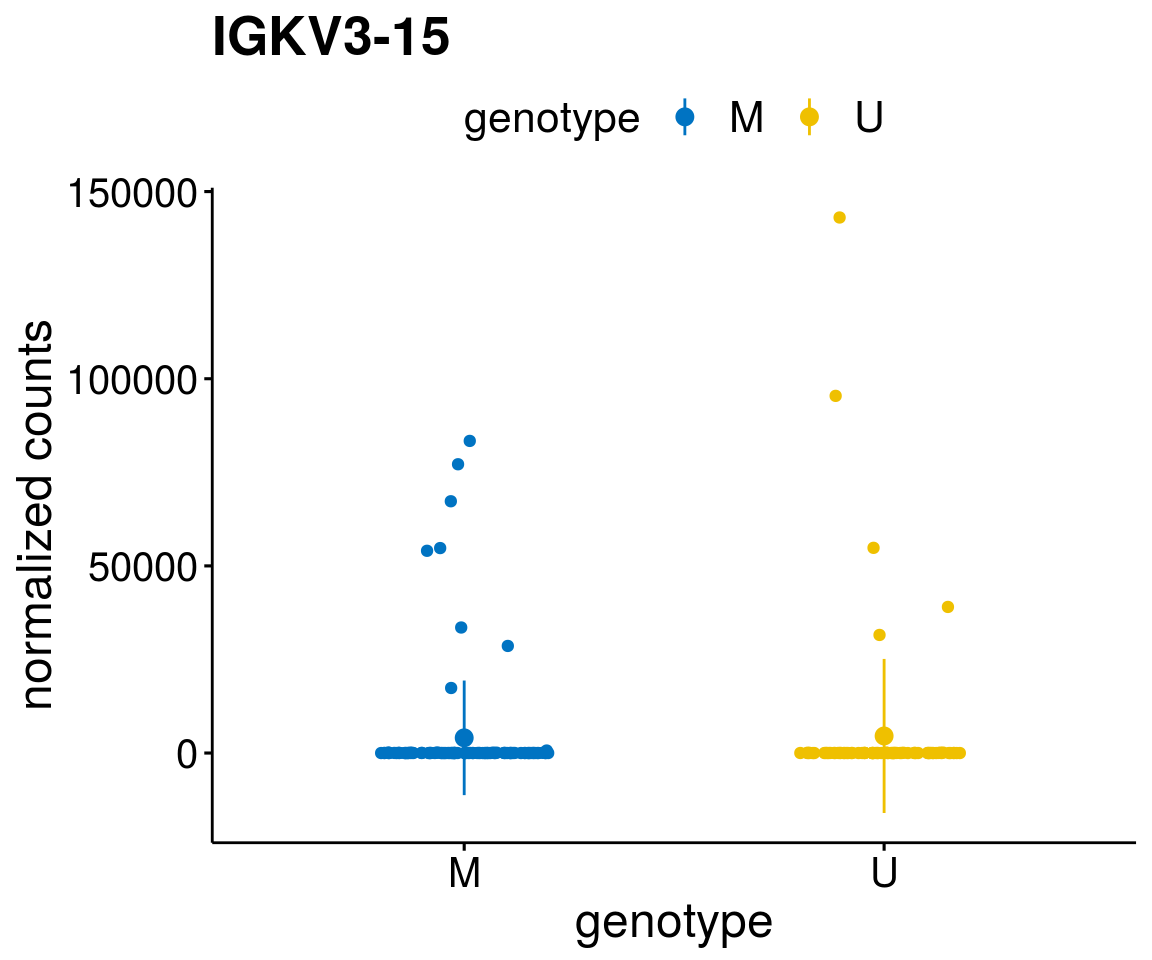 IGKV3-15
genotype M U
normalized counts
150000
100000
50000
0
M U
genotype